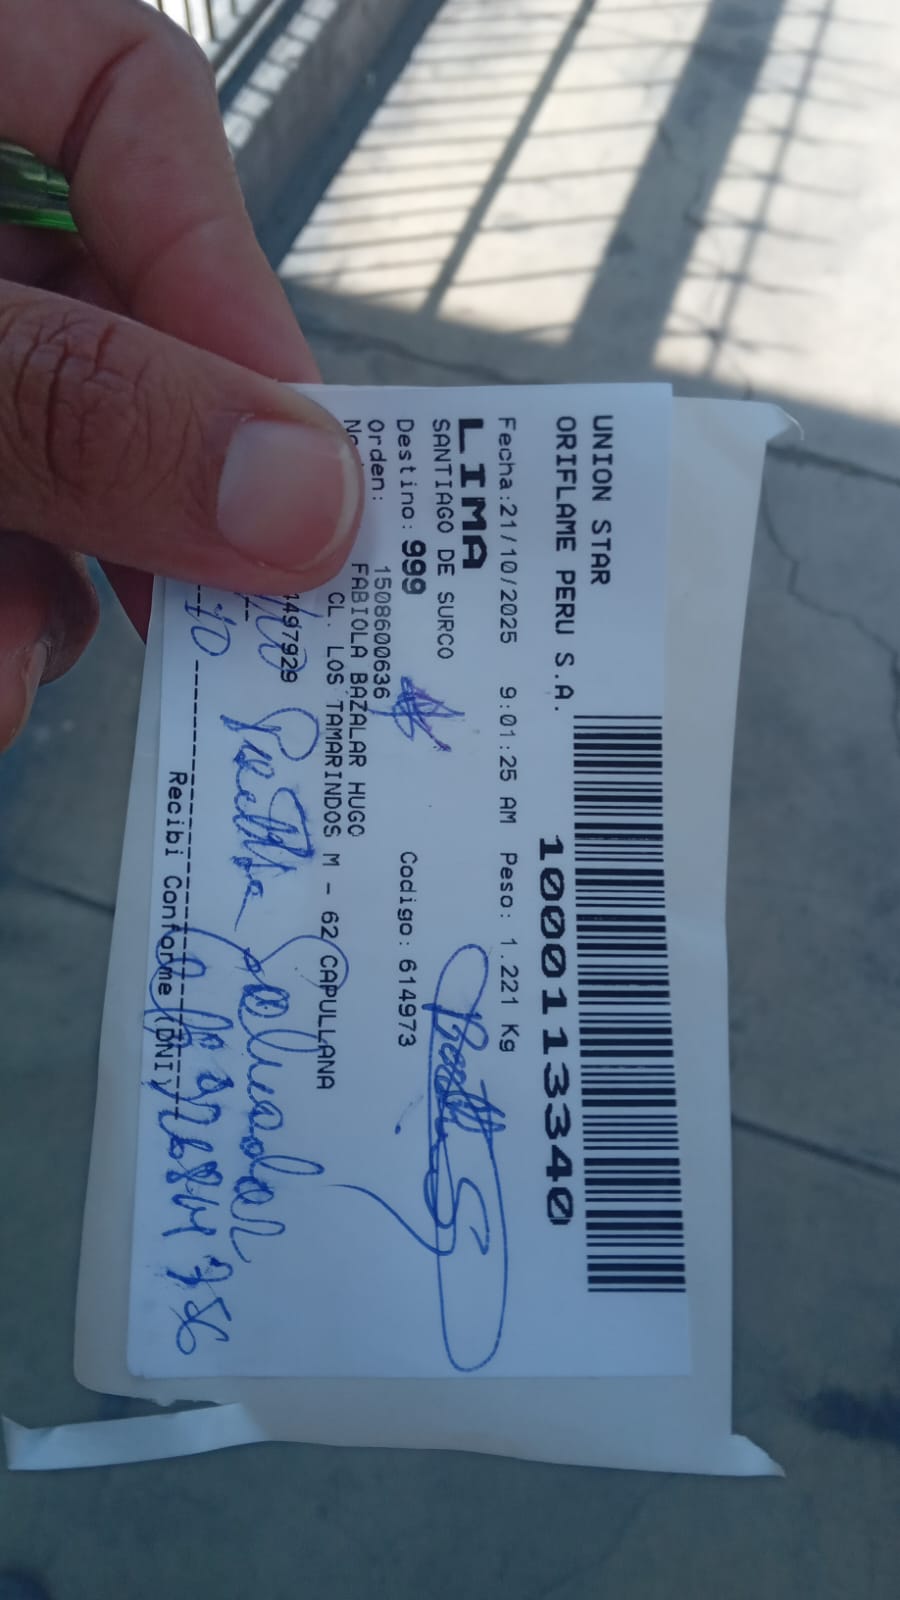 UNION STAR
ORIFLAME PERU S.A.
1000113340
Fecha:21/10/2025 9:01:25 AM Peso: 1.221 Kg
LIMA
SANTIAGO DE SURCO
Destino: 999 Codigo: 614973
Orden: 1508600636
FABIOLA BAZALAR HUGO
CL. LOS TAMARINDOS M - 62 CAPULLANA
1497929
Recibi Conforme (DNI)